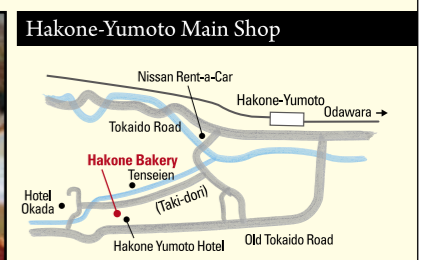 Hakone-Yumoto Main Shop
Nissan Rent-a-Car
Hakone-Yumoto
Odawara →
Tokaido Road
Hakone Bakery
Tenseien
Hotel
Okada
(Taki-dori)
Hakone Yumoto Hotel
Old Tokaido Road